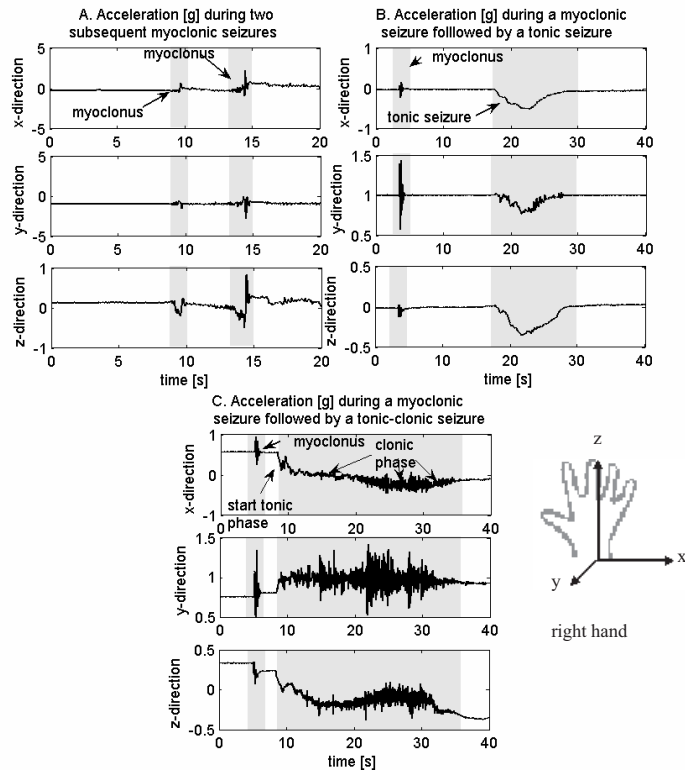 A. Acceleration [g] during two
subsequent myoclonic seizures
5
0
-5
x-direction
myoclonus
myoclonus
0 5 10 15 20
5
0
-5
y-direction
0 5 10 15 20
1
0
-1
z-direction
0 5 10 15 20
time [s]
B. Acceleration [g] during a myoclonic
seizure follwed by a tonic seizure
1
0
-1
x-direction
myoclonus
tonic seizure
0 10 20 30 40
1.5
1
0.5
y-direction
0 10 20 30 40
0.5
0
-0.5
z-direction
0 10 20 30 40
time [s]
C. Acceleration [g] during a myoclonic
seizure followed by a tonic-clonic seizure
1
0
-1
x-direction
myoclonus
clonic
phase
start tonic
phase
0 10 20 30 40
1.5
1
0.5
y-direction
0 10 20 30 40
0.5
0
-0.5
z-direction
0 10 20 30 40
time [s]
z
x
y
right hand